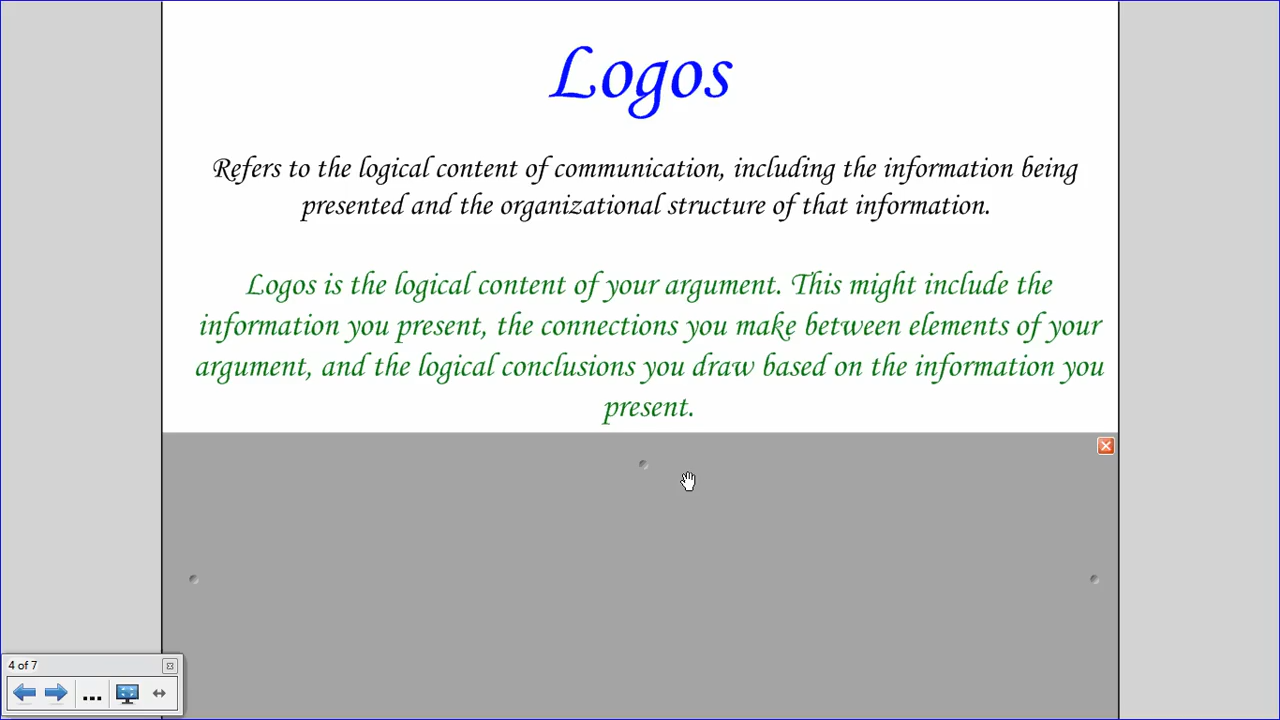 Logos
Refers to the logical content of communication, including the information being
presented and the organizational structure of that information.
Logos is the logical content of your argument. This might include the
information you present, the connections you make between elements of your
argument, and the logical conclusions you draw based on the information you
present.
4 of 7
...